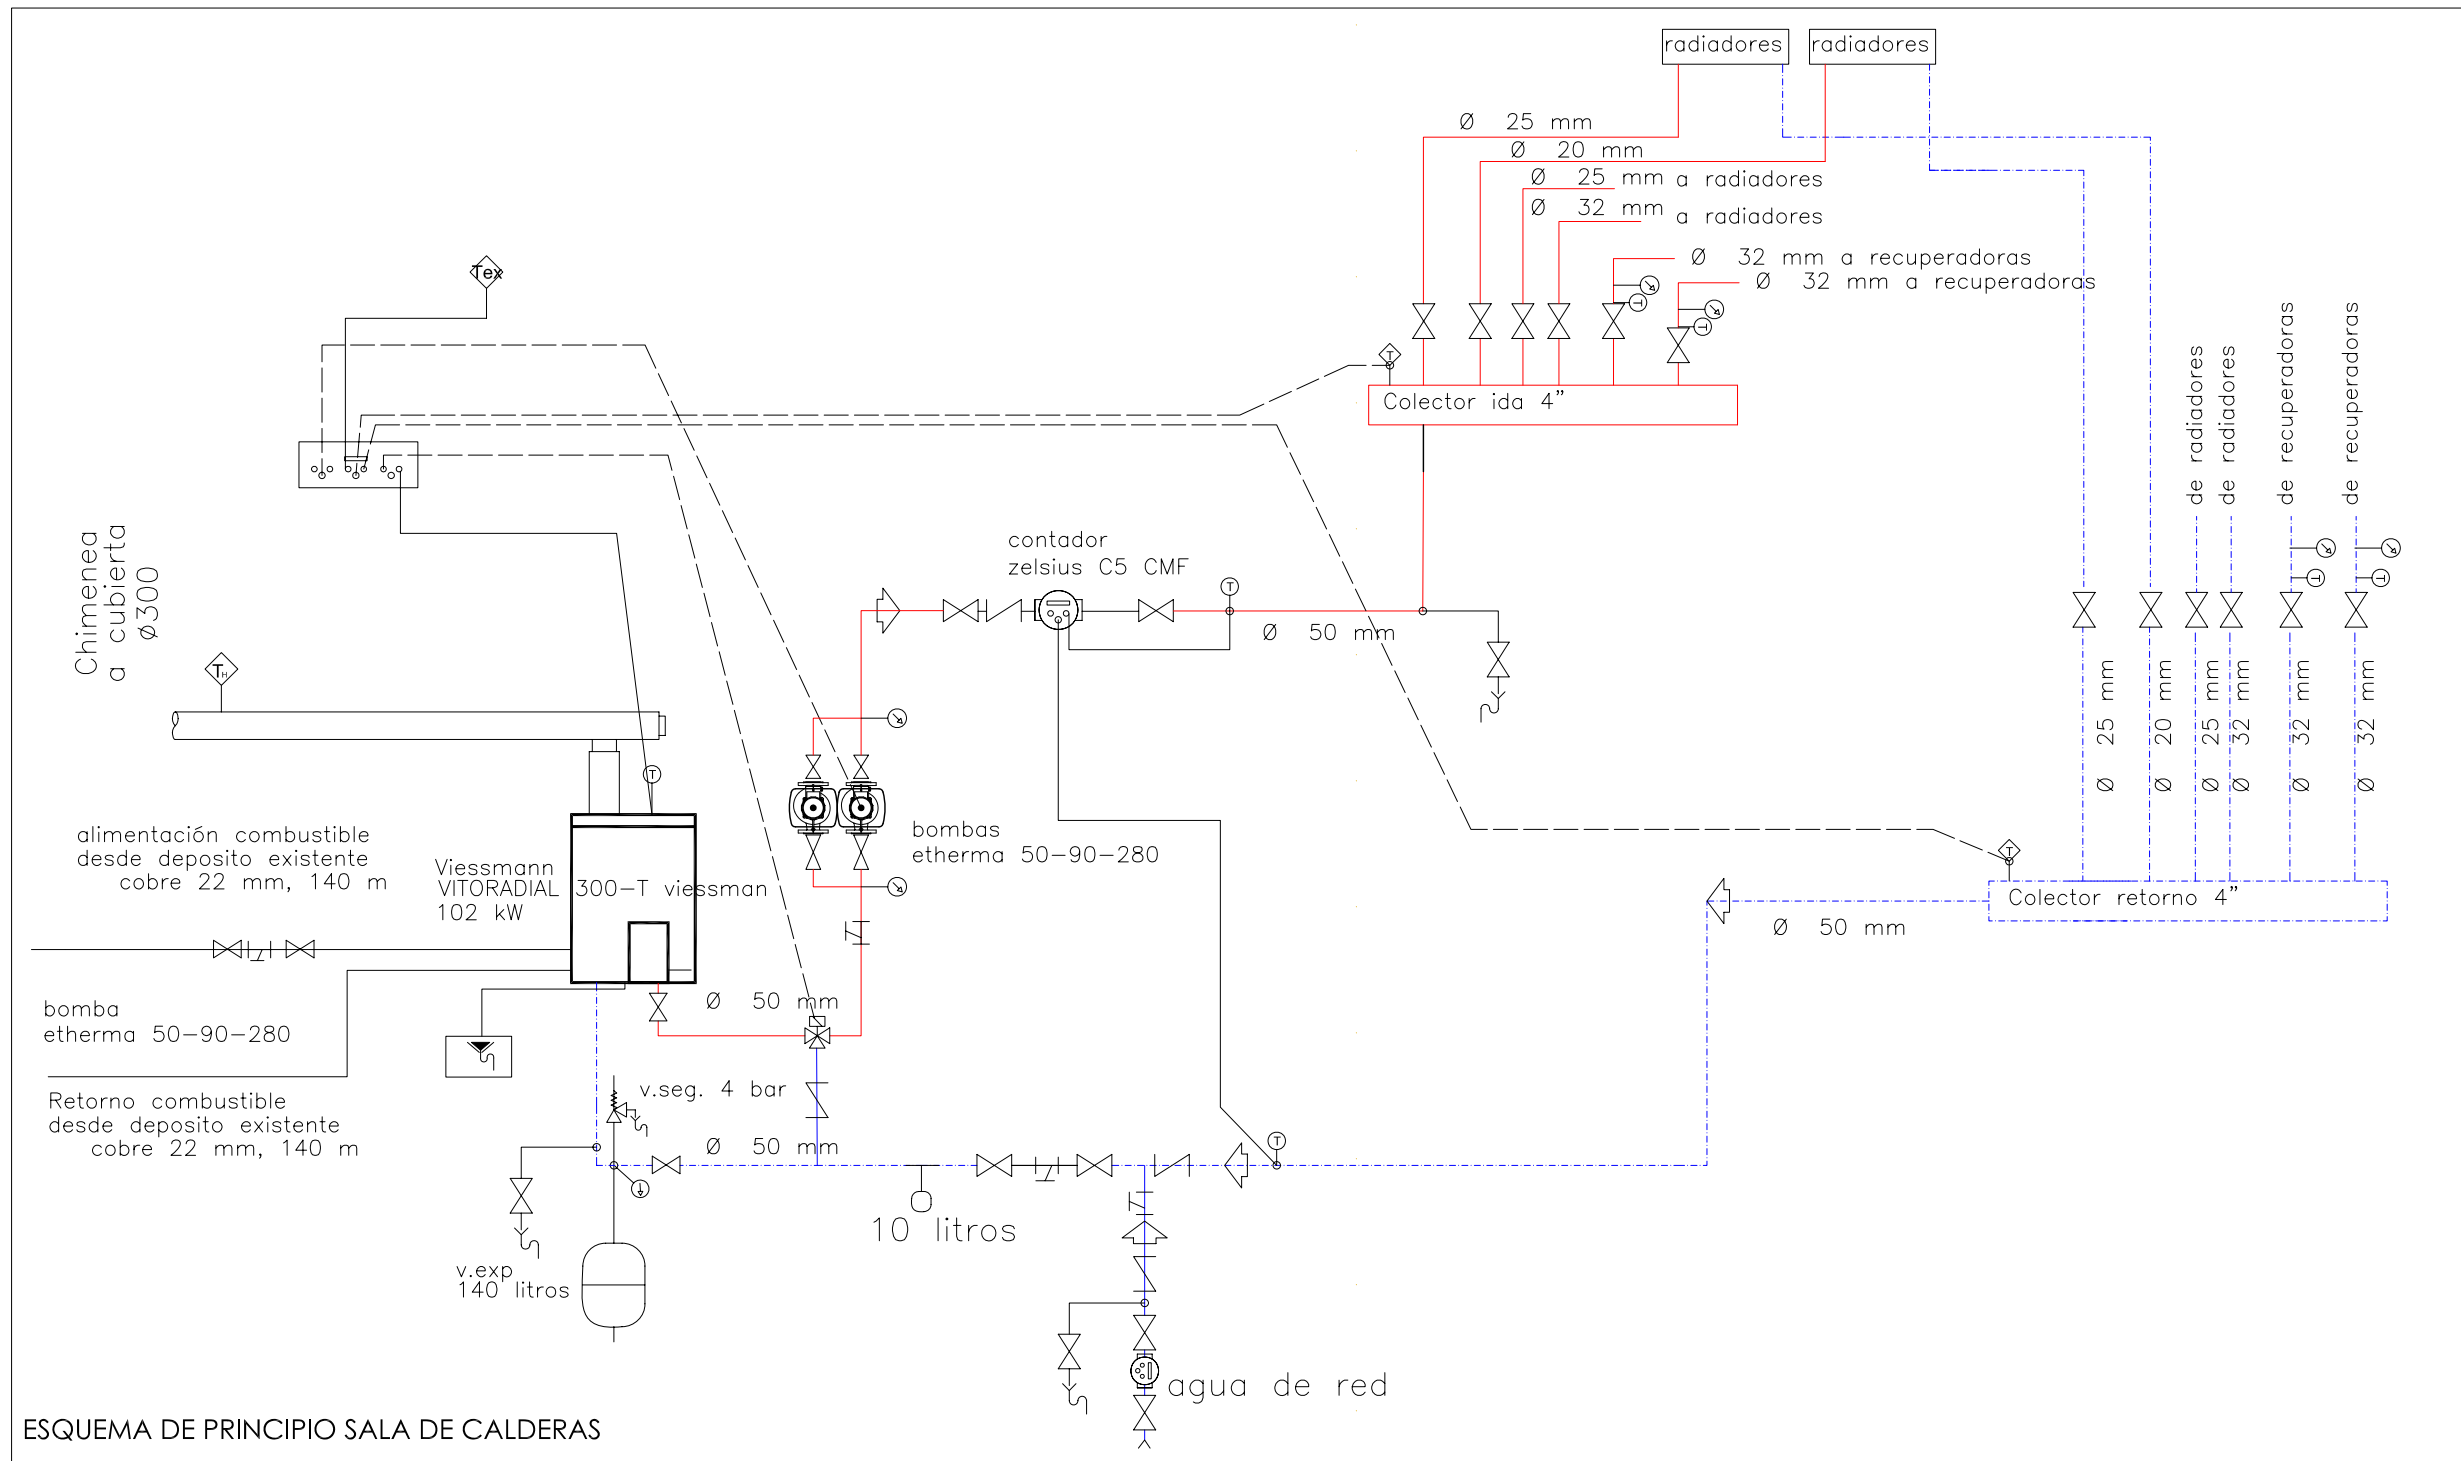 radiadores
radiadores
Ø 25 mm
Ø 20 mm
Ø 25 mm a radiadores
Ø 32 mm a radiadores
Ø 32 mm a recuperadoras
Ø 32 mm a recuperadoras
Tex
T
T
T
T
Colector ida 4”
de radiadores
de radiadores
de recuperadoras
de recuperadoras
T
T
Chimenea
a cubierta
ø300
TH
contador
zelsius C5 CMF
T
Ø 50 mm
Ø 25 mm
Ø 20 mm
Ø 25 mm
Ø 32 mm
Ø 32 mm
Ø 32 mm
T
alimentación combustible
desde deposito existente
cobre 22 mm, 140 m
Viessmann
VITORADIAL 300-T viessman
102 kW
bombas
etherma 50-90-280
T
Colector retorno 4”
Ø 50 mm
bomba
etherma 50-90-280
Ø 50 mm
Retorno combustible
desde deposito existente
cobre 22 mm, 140 m
v.seg. 4 bar
Ø 50 mm
T
10 litros
v.exp
140 litros
agua de red
ESQUEMA DE PRINCIPIO SALA DE CALDERAS